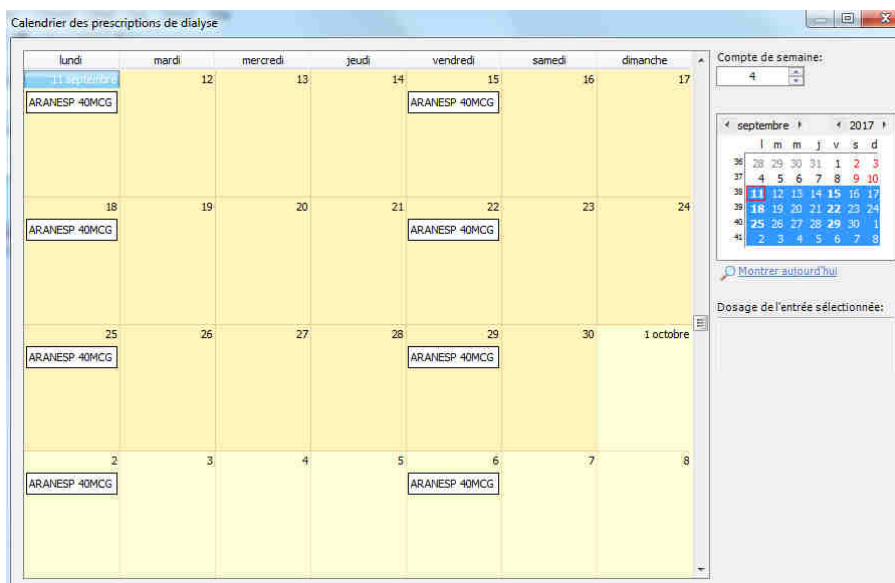 Calendrier des prescriptions de dialyse
lundi mardi mercredi jeudi vendredi samedi dimanche
11 septembre 12 13 14 15 16 17
ARANESP 40MCG ARANESP 40MCG
18 19 20 21 22 23 24
ARANESP 40MCG ARANESP 40MCG
25 26 27 28 29 30 1 octobre
ARANESP 40MCG ARANESP 40MCG
2 3 4 5 6 7 8
ARANESP 40MCG ARANESP 40MCG
Compte de semaine:
4
septembre 2017
l m m j v s d
36 28 29 30 31 1 2 3
37 4 5 6 7 8 9 10
38 11 12 13 14 15 16 17
39 18 19 20 21 22 23 24
40 25 26 27 28 29 30 1
41 2 3 4 5 6 7 8
Montrer aujourd'hui
Dosage de l'entrée sélectionnée: